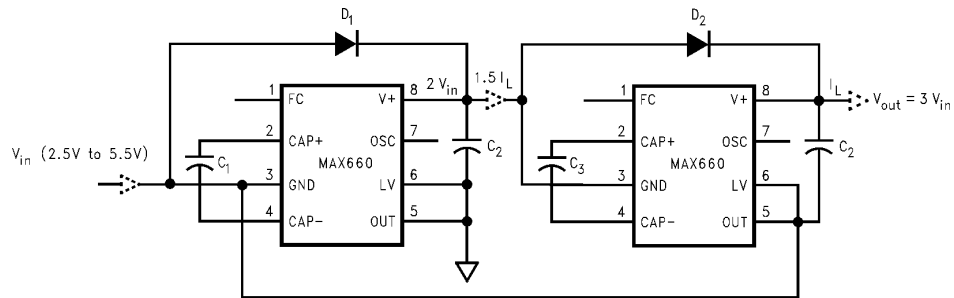 D1
D2
2 Vin
1.5 IL
IL
1 FC V+ 8
2 CAP+ OSC 7
MAX660
3 GND LV 6
4 CAP- OUT 5
C1
C2
1 FC V+ 8
2 CAP+ OSC 7
MAX660
3 GND LV 6
4 CAP- OUT 5
C3
C2
Vin (2.5V to 5.5V)
Vout = 3 Vin